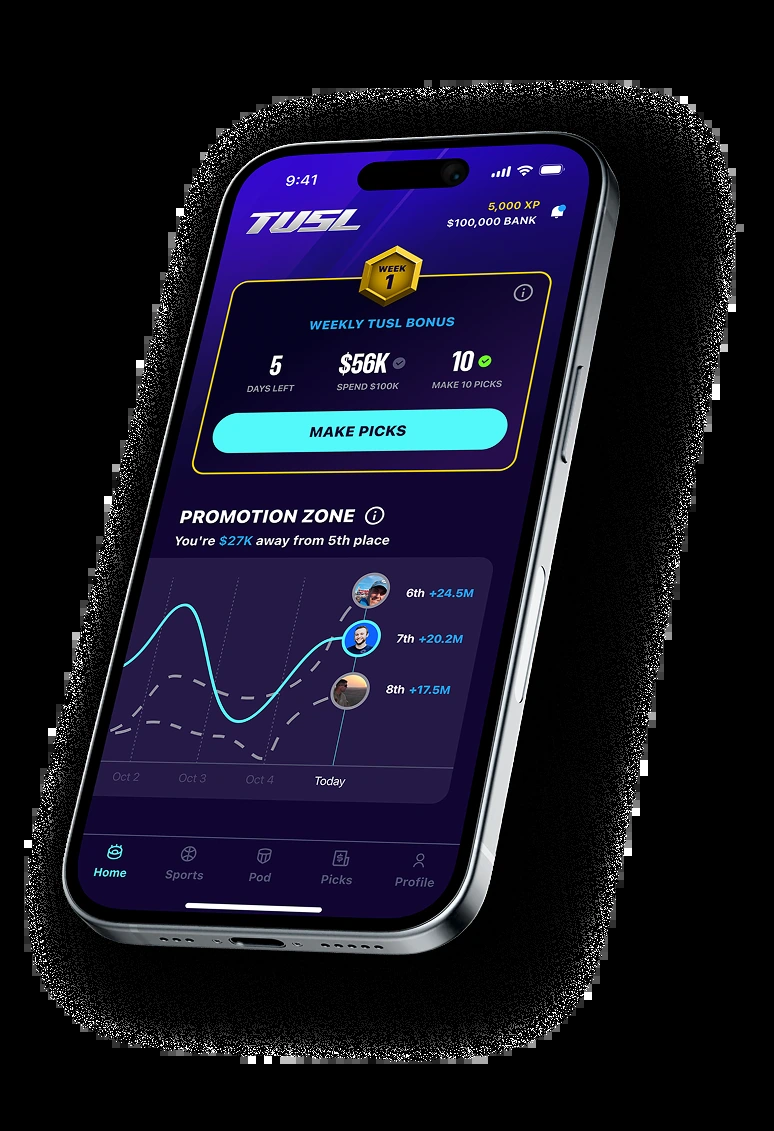 9:41
TUSL
5,000 XP
$100,000 BANK
WEEK
1
WEEKLY TUSL BONUS
5
DAYS LEFT
$56K
SPEND $100K
10
MAKE 10 PICKS
MAKE PICKS
PROMOTION ZONE
You're $27K away from 5th place
6th +24.5M
7th +20.2M
8th +17.5M
Oct 2 Oct 3 Oct 4 Today
Home Sports Pod Picks Profile